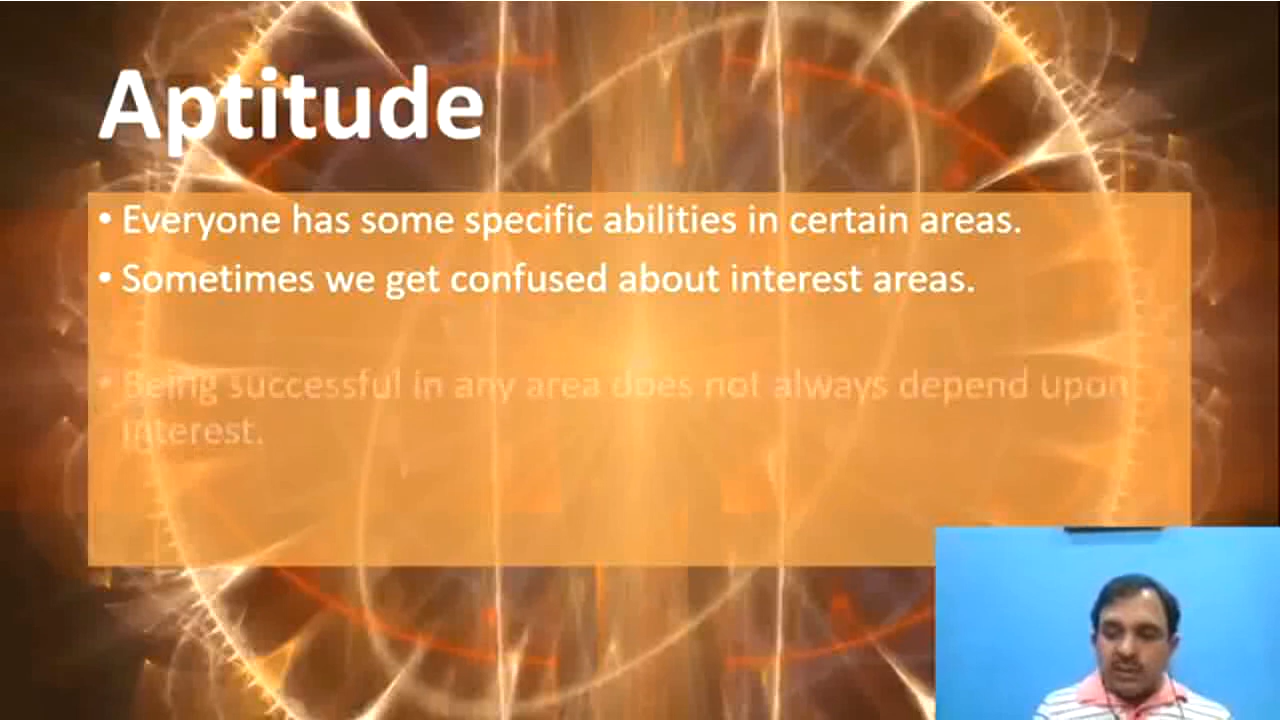 Aptitude
• Everyone has some specific abilities in certain areas.
• Sometimes we get confused about interest areas.
• Being successful in any area does not always depend upon
interest.